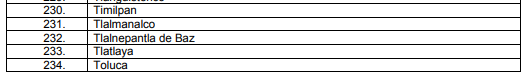 230. Timilpan
231. Tlalmanalco
232. Tlalnepantla de Baz
233. Tlatlaya
234. Toluca